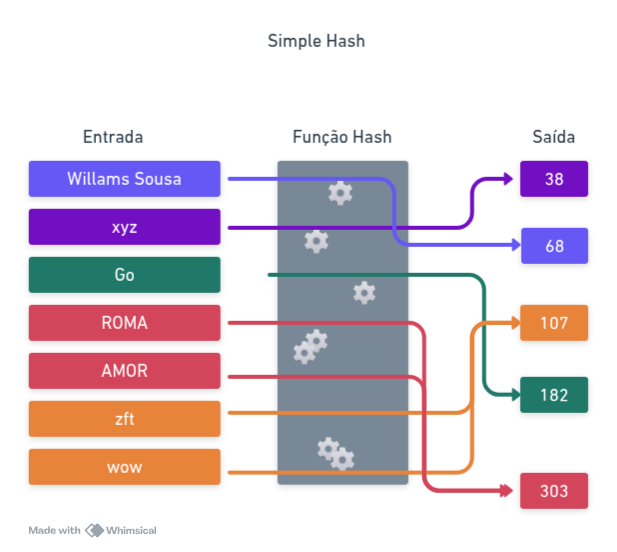 Simple Hash
Entrada
Função Hash
Saída
Willams Sousa
xyz
Go
ROMA
AMOR
zft
wow
38
68
107
182
303
Made with Whimsical